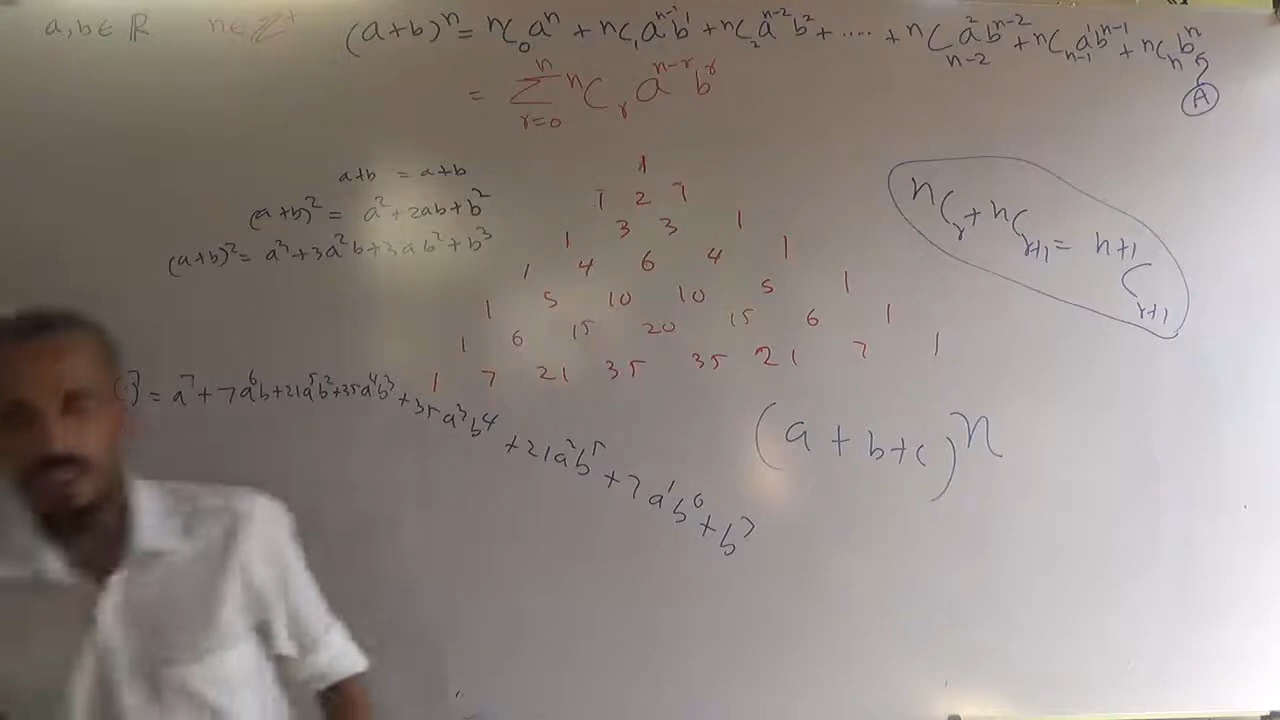 a,b∈ℝ n∈ℤ⁺ (a+b)ⁿ = nC₀aⁿ + nC₁aⁿ⁻¹b¹ + nC₂aⁿ⁻²b² + .... + nCₙ₋₂a²bⁿ⁻² + nCₙ₋₁a¹bⁿ⁻¹ + nCₙbⁿ
= Σ_{r=0}^{n} ⁿCᵣ aⁿ⁻ʳ bʳ
A
a+b = a+b
(a+b)² = a²+2ab+b²
(a+b)² = a³+3a²b+3ab²+b³
1
1 2 1
1 3 3 1
1 4 6 4 1
1 5 10 10 5 1
1 6 15 20 15 6 1
1 7 21 35 35 21 7 1
nCᵣ + nCᵣ₊₁ = n+1Cᵣ₊₁
= a⁷ + 7a⁶b + 21a⁵b² + 35a⁴b³ + 35a³b⁴ + 21a²b⁵ + 7a¹b⁶ + b⁷
(a + b + c)ⁿ